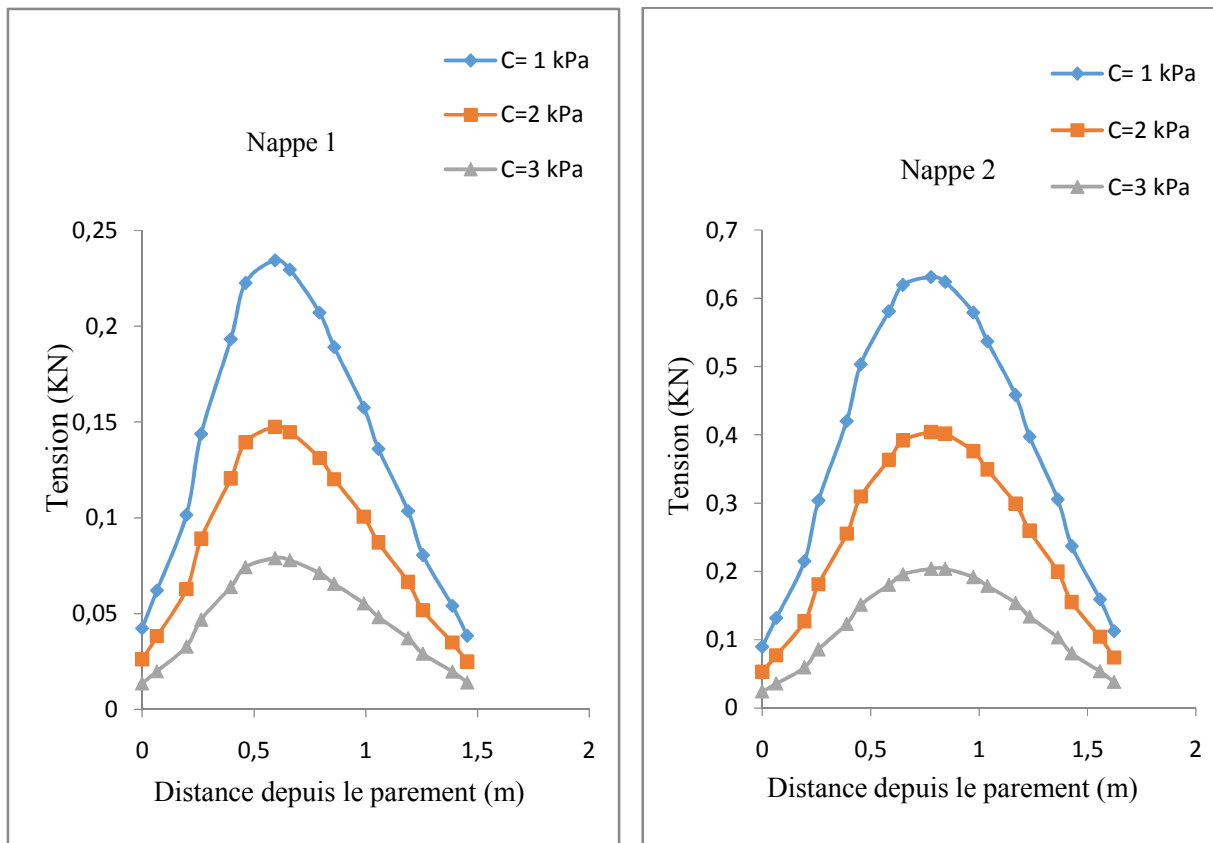 C= 1 kPa
C=2 kPa
C=3 kPa
Nappe 1
0,25
0,2
0,15
0,1
0,05
0
Tension (KN)
0
0,5
1
1,5
2
Distance depuis le parement (m)
C= 1 kPa
C=2 kPa
C=3 kPa
Nappe 2
0,7
0,6
0,5
0,4
0,3
0,2
0,1
0
Tension (KN)
0
0,5
1
1,5
2
Distance depuis le parement (m)